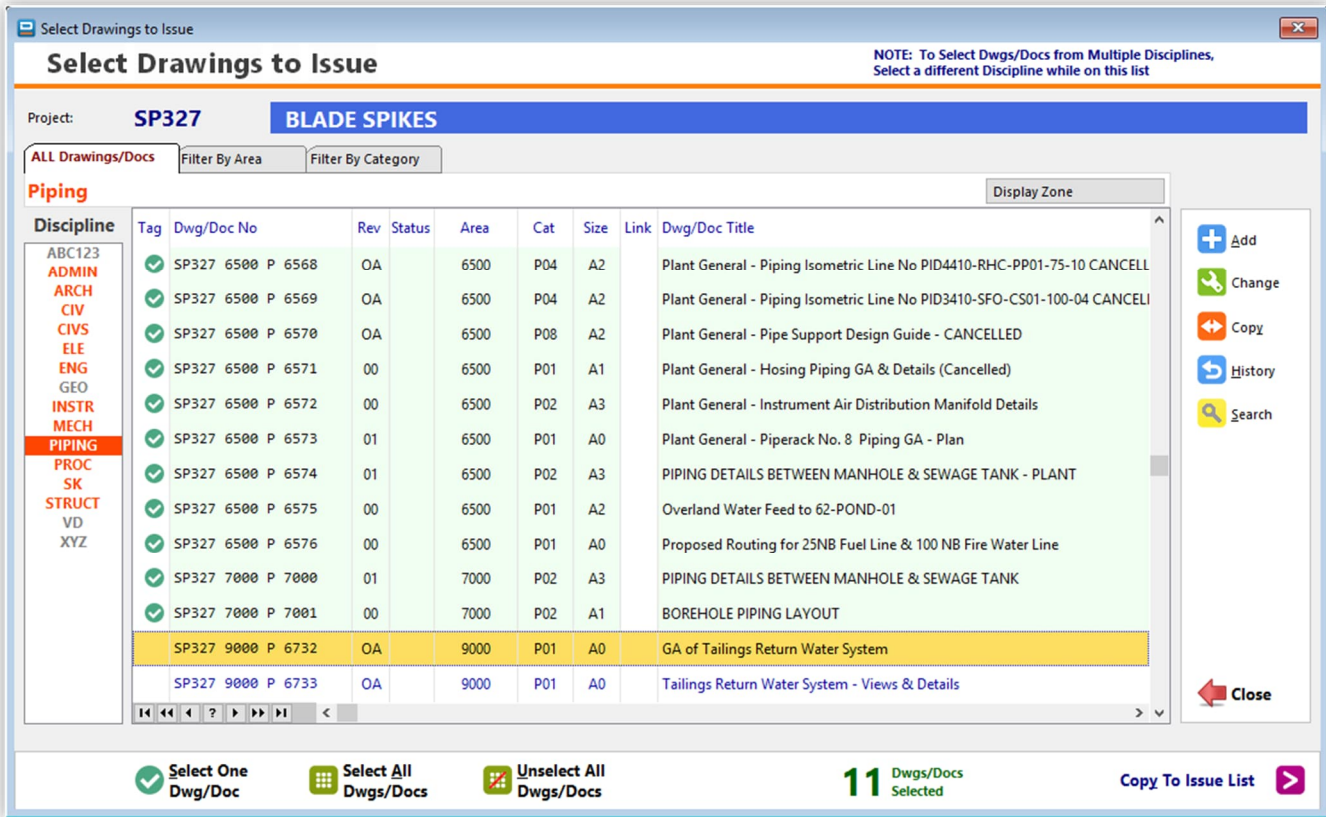 Select Drawings to Issue
Select Drawings to Issue
NOTE: To Select Dwgs/Docs from Multiple Disciplines,
Select a different Discipline while on this list
Project: SP327 BLADE SPIKES
ALL Drawings/Docs Filter By Area Filter By Category
Piping Display Zone
Discipline
ABC123
ADMIN
ARCH
CIV
CIVS
ELE
ENG
GEO
INSTR
MECH
PIPING
PROC
SK
STRUCT
VD
XYZ
Tag Dwg/Doc No Rev Status Area Cat Size Link Dwg/Doc Title
SP327 6500 P 6568 OA 6500 P04 A2 Plant General - Piping Isometric Line No PID4410-RHC-PP01-75-10 CANCELL
SP327 6500 P 6569 OA 6500 P04 A2 Plant General - Piping Isometric Line No PID3410-SFO-CS01-100-04 CANCELI
SP327 6500 P 6570 OA 6500 P08 A2 Plant General - Pipe Support Design Guide - CANCELLED
SP327 6500 P 6571 00 6500 P01 A1 Plant General - Hosing Piping GA & Details (Cancelled)
SP327 6500 P 6572 00 6500 P02 A3 Plant General - Instrument Air Distribution Manifold Details
SP327 6500 P 6573 01 6500 P01 A0 Plant General - Piperack No. 8 Piping GA - Plan
SP327 6500 P 6574 01 6500 P02 A3 PIPING DETAILS BETWEEN MANHOLE & SEWAGE TANK - PLANT
SP327 6500 P 6575 00 6500 P01 A2 Overland Water Feed to 62-POND-01
SP327 6500 P 6576 00 6500 P01 A0 Proposed Routing for 25NB Fuel Line & 100 NB Fire Water Line
SP327 7000 P 7000 01 7000 P02 A3 PIPING DETAILS BETWEEN MANHOLE & SEWAGE TANK
SP327 7000 P 7001 00 7000 P02 A1 BOREHOLE PIPING LAYOUT
SP327 9000 P 6732 OA 9000 P01 A0 GA of Tailings Return Water System
SP327 9000 P 6733 OA 9000 P01 A0 Tailings Return Water System - Views & Details
?
Add
Change
Copy
History
Search
Close
Select One
Dwg/Doc
Select All
Dwgs/Docs
Unselect All
Dwgs/Docs
11 Dwgs/Docs
Selected
Copy To Issue List